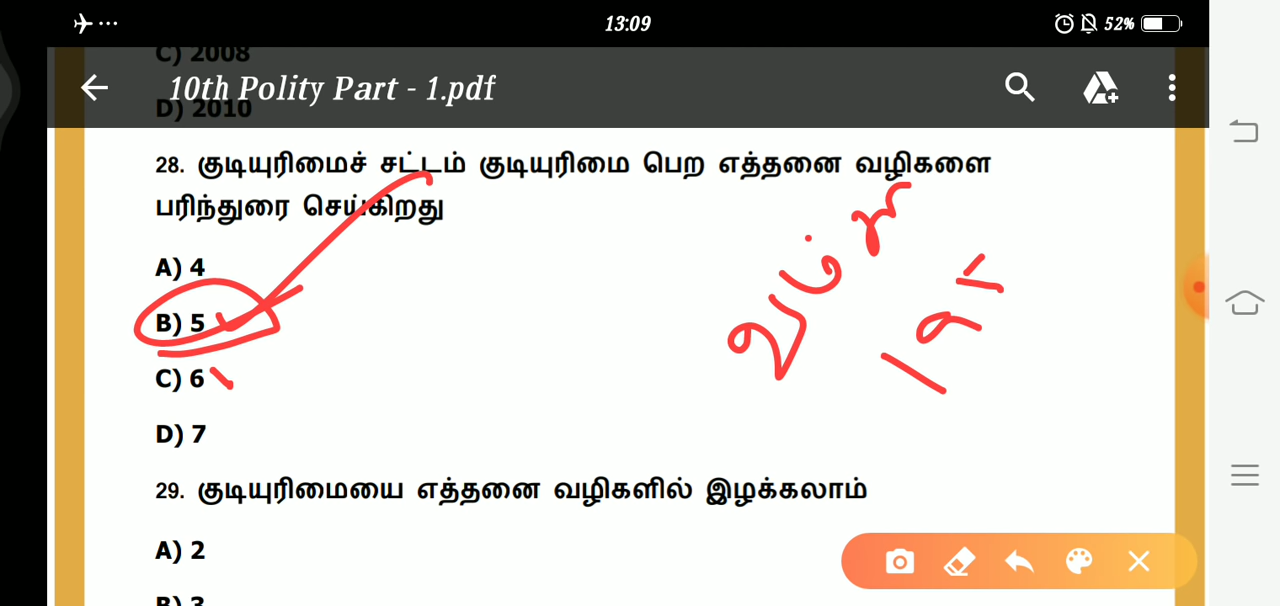 13:09
52%
C) 2008
10th Polity Part - 1.pdf
D) 2010
28. குடியுரிமைச் சட்டம் குடியுரிமை பெற எத்தனை வழிகளை
பரிந்துரை செய்கிறது
A) 4
B) 5
C) 6
D) 7
29. குடியுரிமையை எத்தனை வழிகளில் இழக்கலாம்
A) 2
B) 3